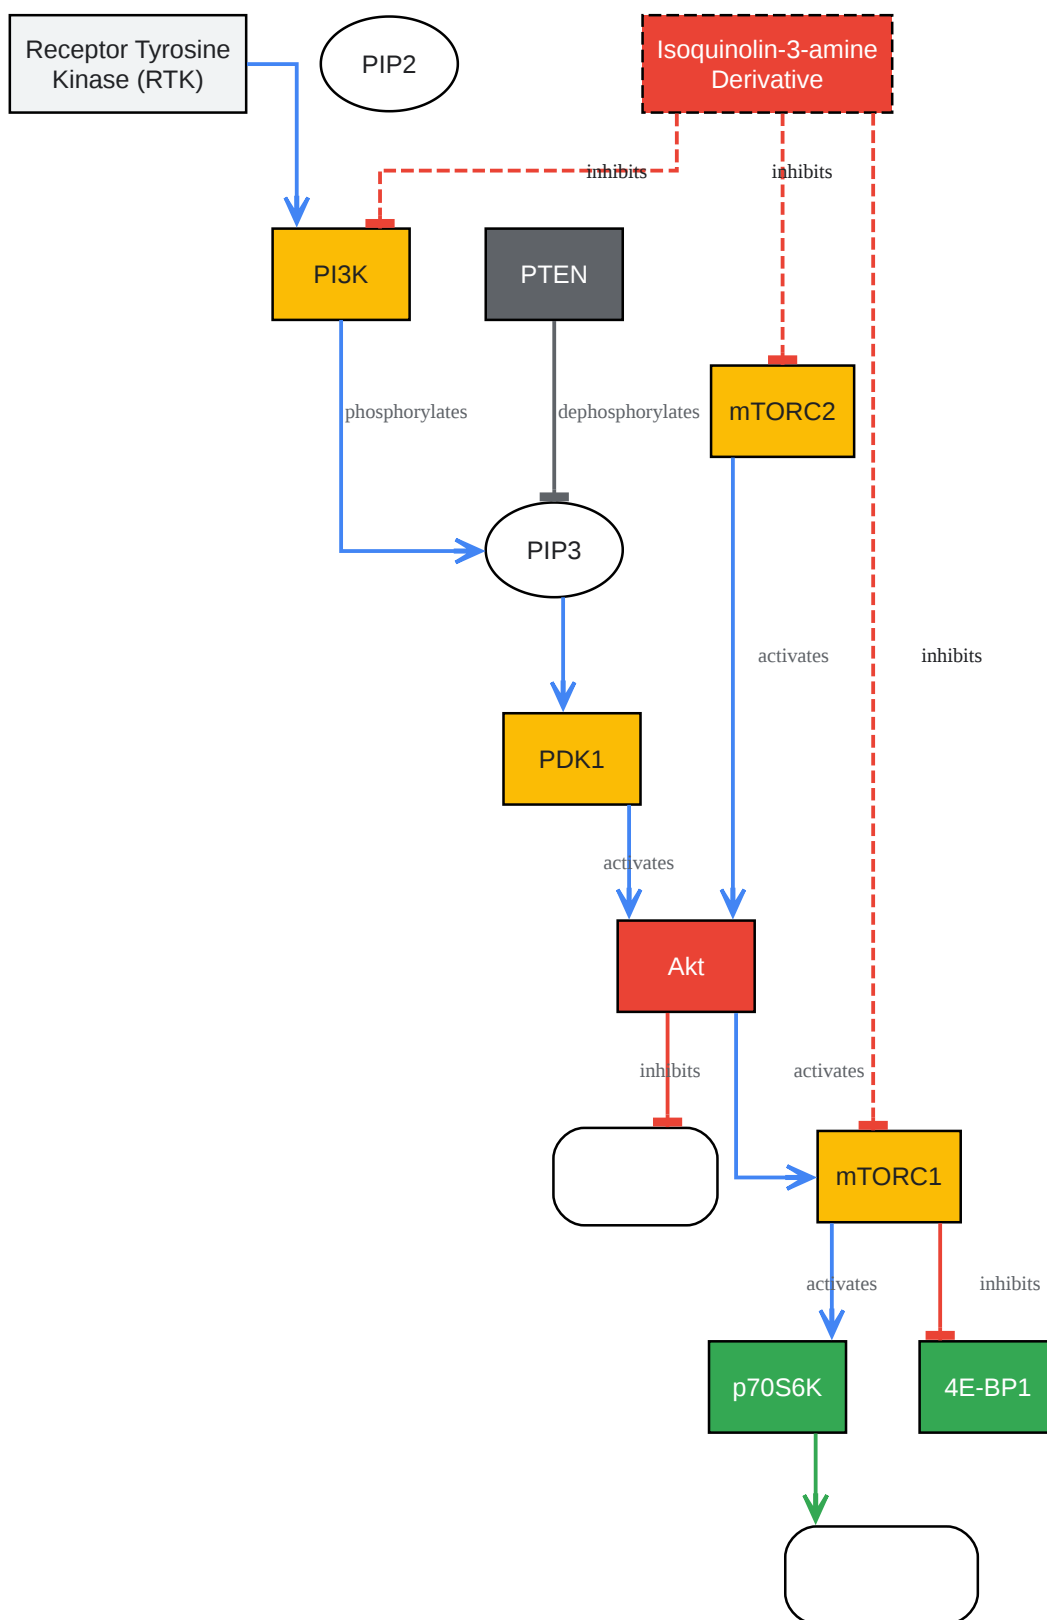 Receptor Tyrosine
Kinase (RTK)
PIP2
Isoquinolin-3-amine
Derivative
inhibits
inhibits
PI3K
PTEN
phosphorylates
dephosphorylates
mTORC2
PIP3
activates
inhibits
PDK1
activates
Akt
inhibits
activates
mTORC1
activates
inhibits
p70S6K
4E-BP1